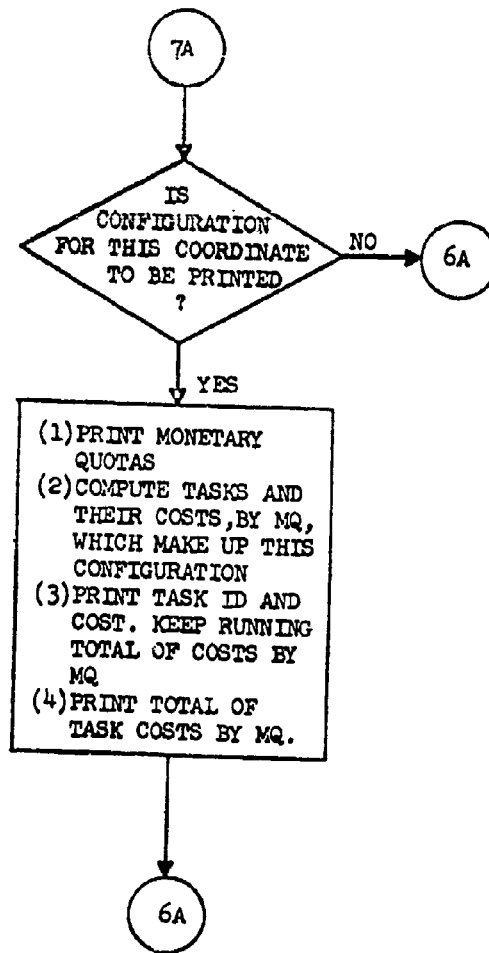 7A
IS
CONFIGURATION
FOR THIS COORDINATE
TO BE PRINTED
?
NO
6A
YES
(1)PRINT MONETARY
QUOTAS
(2)COMPUTE TASKS AND
THEIR COSTS,BY MQ,
WHICH MAKE UP THIS
CONFIGURATION
(3)PRINT TASK ID AND
COST. KEEP RUNNING
TOTAL OF COSTS BY
MQ
(4)PRINT TOTAL OF
TASK COSTS BY MQ.
6A